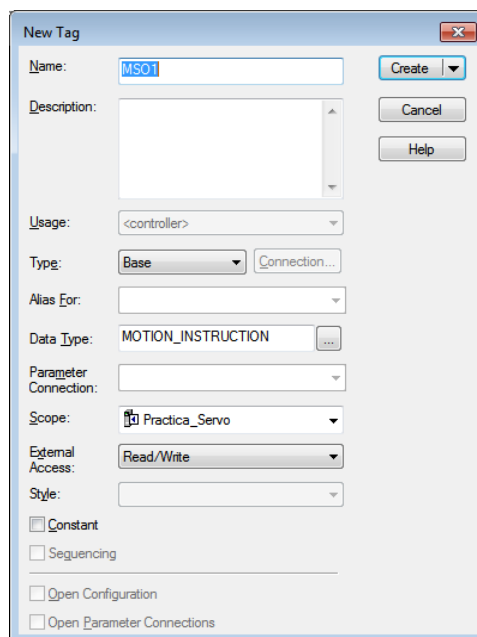 New Tag
Name: MSO1 Create
Description: Cancel
Help
Usage: <controller>
Type: Base Connection...
Alias For:
Data Type: MOTION_INSTRUCTION ...
Parameter
Connection:
Scope: Practica_Servo
External
Access: Read/Write
Style:
Constant
Sequencing
Open Configuration
Open Parameter Connections